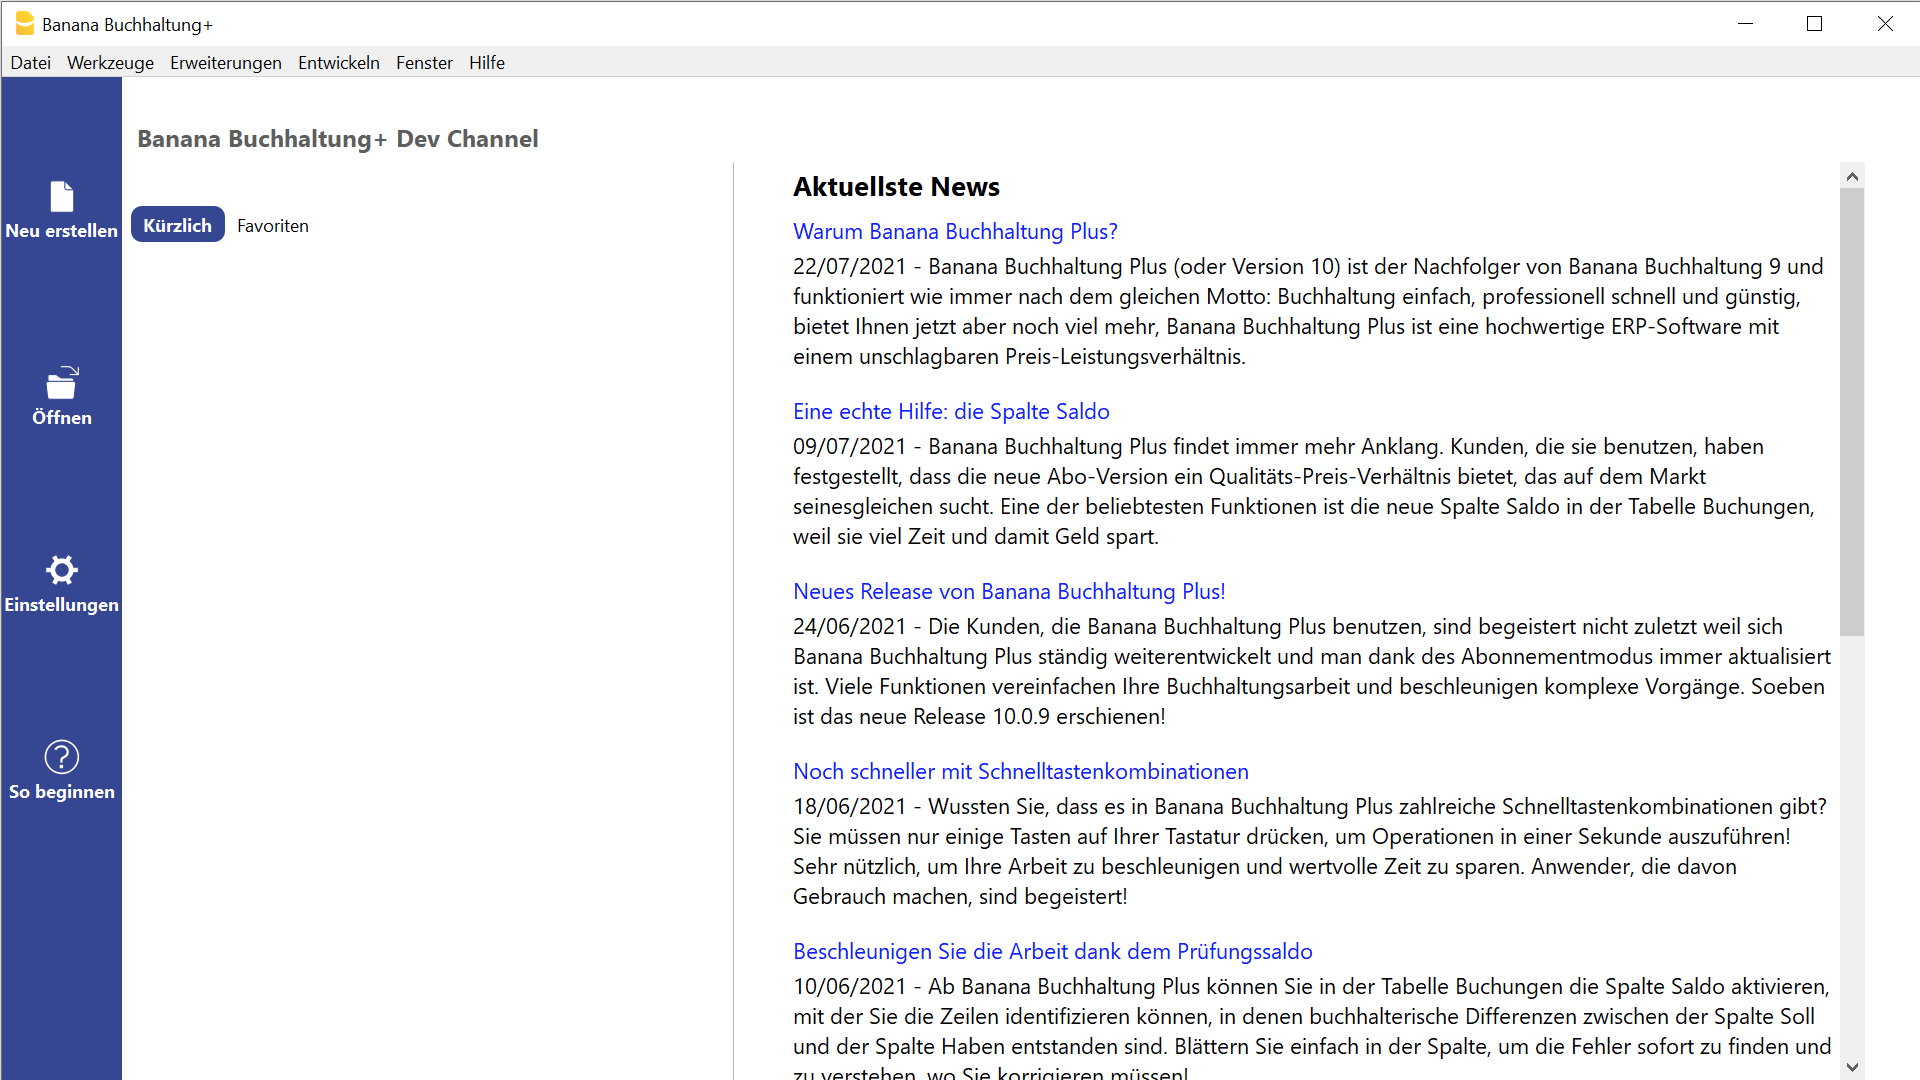 Banana Buchhaltung+
Datei Werkzeuge Erweiterungen Entwickeln Fenster Hilfe
Neu erstellen
Öffnen
Einstellungen
So beginnen
Banana Buchhaltung+ Dev Channel
Kürzlich Favoriten
Aktuellste News
Warum Banana Buchhaltung Plus?
22/07/2021 - Banana Buchhaltung Plus (oder Version 10) ist der Nachfolger von Banana Buchhaltung 9 und
funktioniert wie immer nach dem gleichen Motto: Buchhaltung einfach, professionell schnell und günstig,
bietet Ihnen jetzt aber noch viel mehr, Banana Buchhaltung Plus ist eine hochwertige ERP-Software mit
einem unschlagbaren Preis-Leistungsverhältnis.
Eine echte Hilfe: die Spalte Saldo
09/07/2021 - Banana Buchhaltung Plus findet immer mehr Anklang. Kunden, die sie benutzen, haben
festgestellt, dass die neue Abo-Version ein Qualitäts-Preis-Verhältnis bietet, das auf dem Markt
seinesgleichen sucht. Eine der beliebtesten Funktionen ist die neue Spalte Saldo in der Tabelle Buchungen,
weil sie viel Zeit und damit Geld spart.
Neues Release von Banana Buchhaltung Plus!
24/06/2021 - Die Kunden, die Banana Buchhaltung Plus benutzen, sind begeistert nicht zuletzt weil sich
Banana Buchhaltung Plus ständig weiterentwickelt und man dank des Abonnementmodus immer aktualisiert
ist. Viele Funktionen vereinfachen Ihre Buchhaltungsarbeit und beschleunigen komplexe Vorgänge. Soeben
ist das neue Release 10.0.9 erschienen!
Noch schneller mit Schnelltastenkombinationen
18/06/2021 - Wussten Sie, dass es in Banana Buchhaltung Plus zahlreiche Schnelltastenkombinationen gibt?
Sie müssen nur einige Tasten auf Ihrer Tastatur drücken, um Operationen in einer Sekunde auszuführen!
Sehr nützlich, um Ihre Arbeit zu beschleunigen und wertvolle Zeit zu sparen. Anwender, die davon
Gebrauch machen, sind begeistert!
Beschleunigen Sie die Arbeit dank dem Prüfungssaldo
10/06/2021 - Ab Banana Buchhaltung Plus können Sie in der Tabelle Buchungen die Spalte Saldo aktivieren,
mit der Sie die Zeilen identifizieren können, in denen buchhalterische Differenzen zwischen der Spalte Soll
und der Spalte Haben entstanden sind. Blättern Sie einfach in der Spalte, um die Fehler sofort zu finden und
zu verstehen, wo Sie korrigieren müssen!